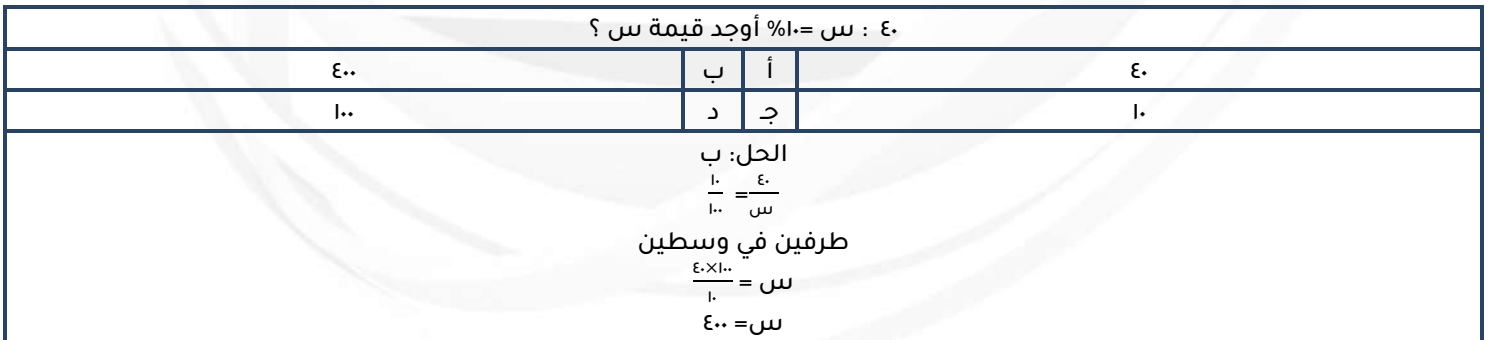 ٤٠ : س =١٠% أوجد قيمة س ؟
٤٠ أ ب ٤٠٠
١٠ جـ د ١٠٠
الحل: ب
٤٠/س = ١٠/١٠٠
طرفين في وسطين
س = ٤٠×١٠٠/١٠
س= ٤٠٠